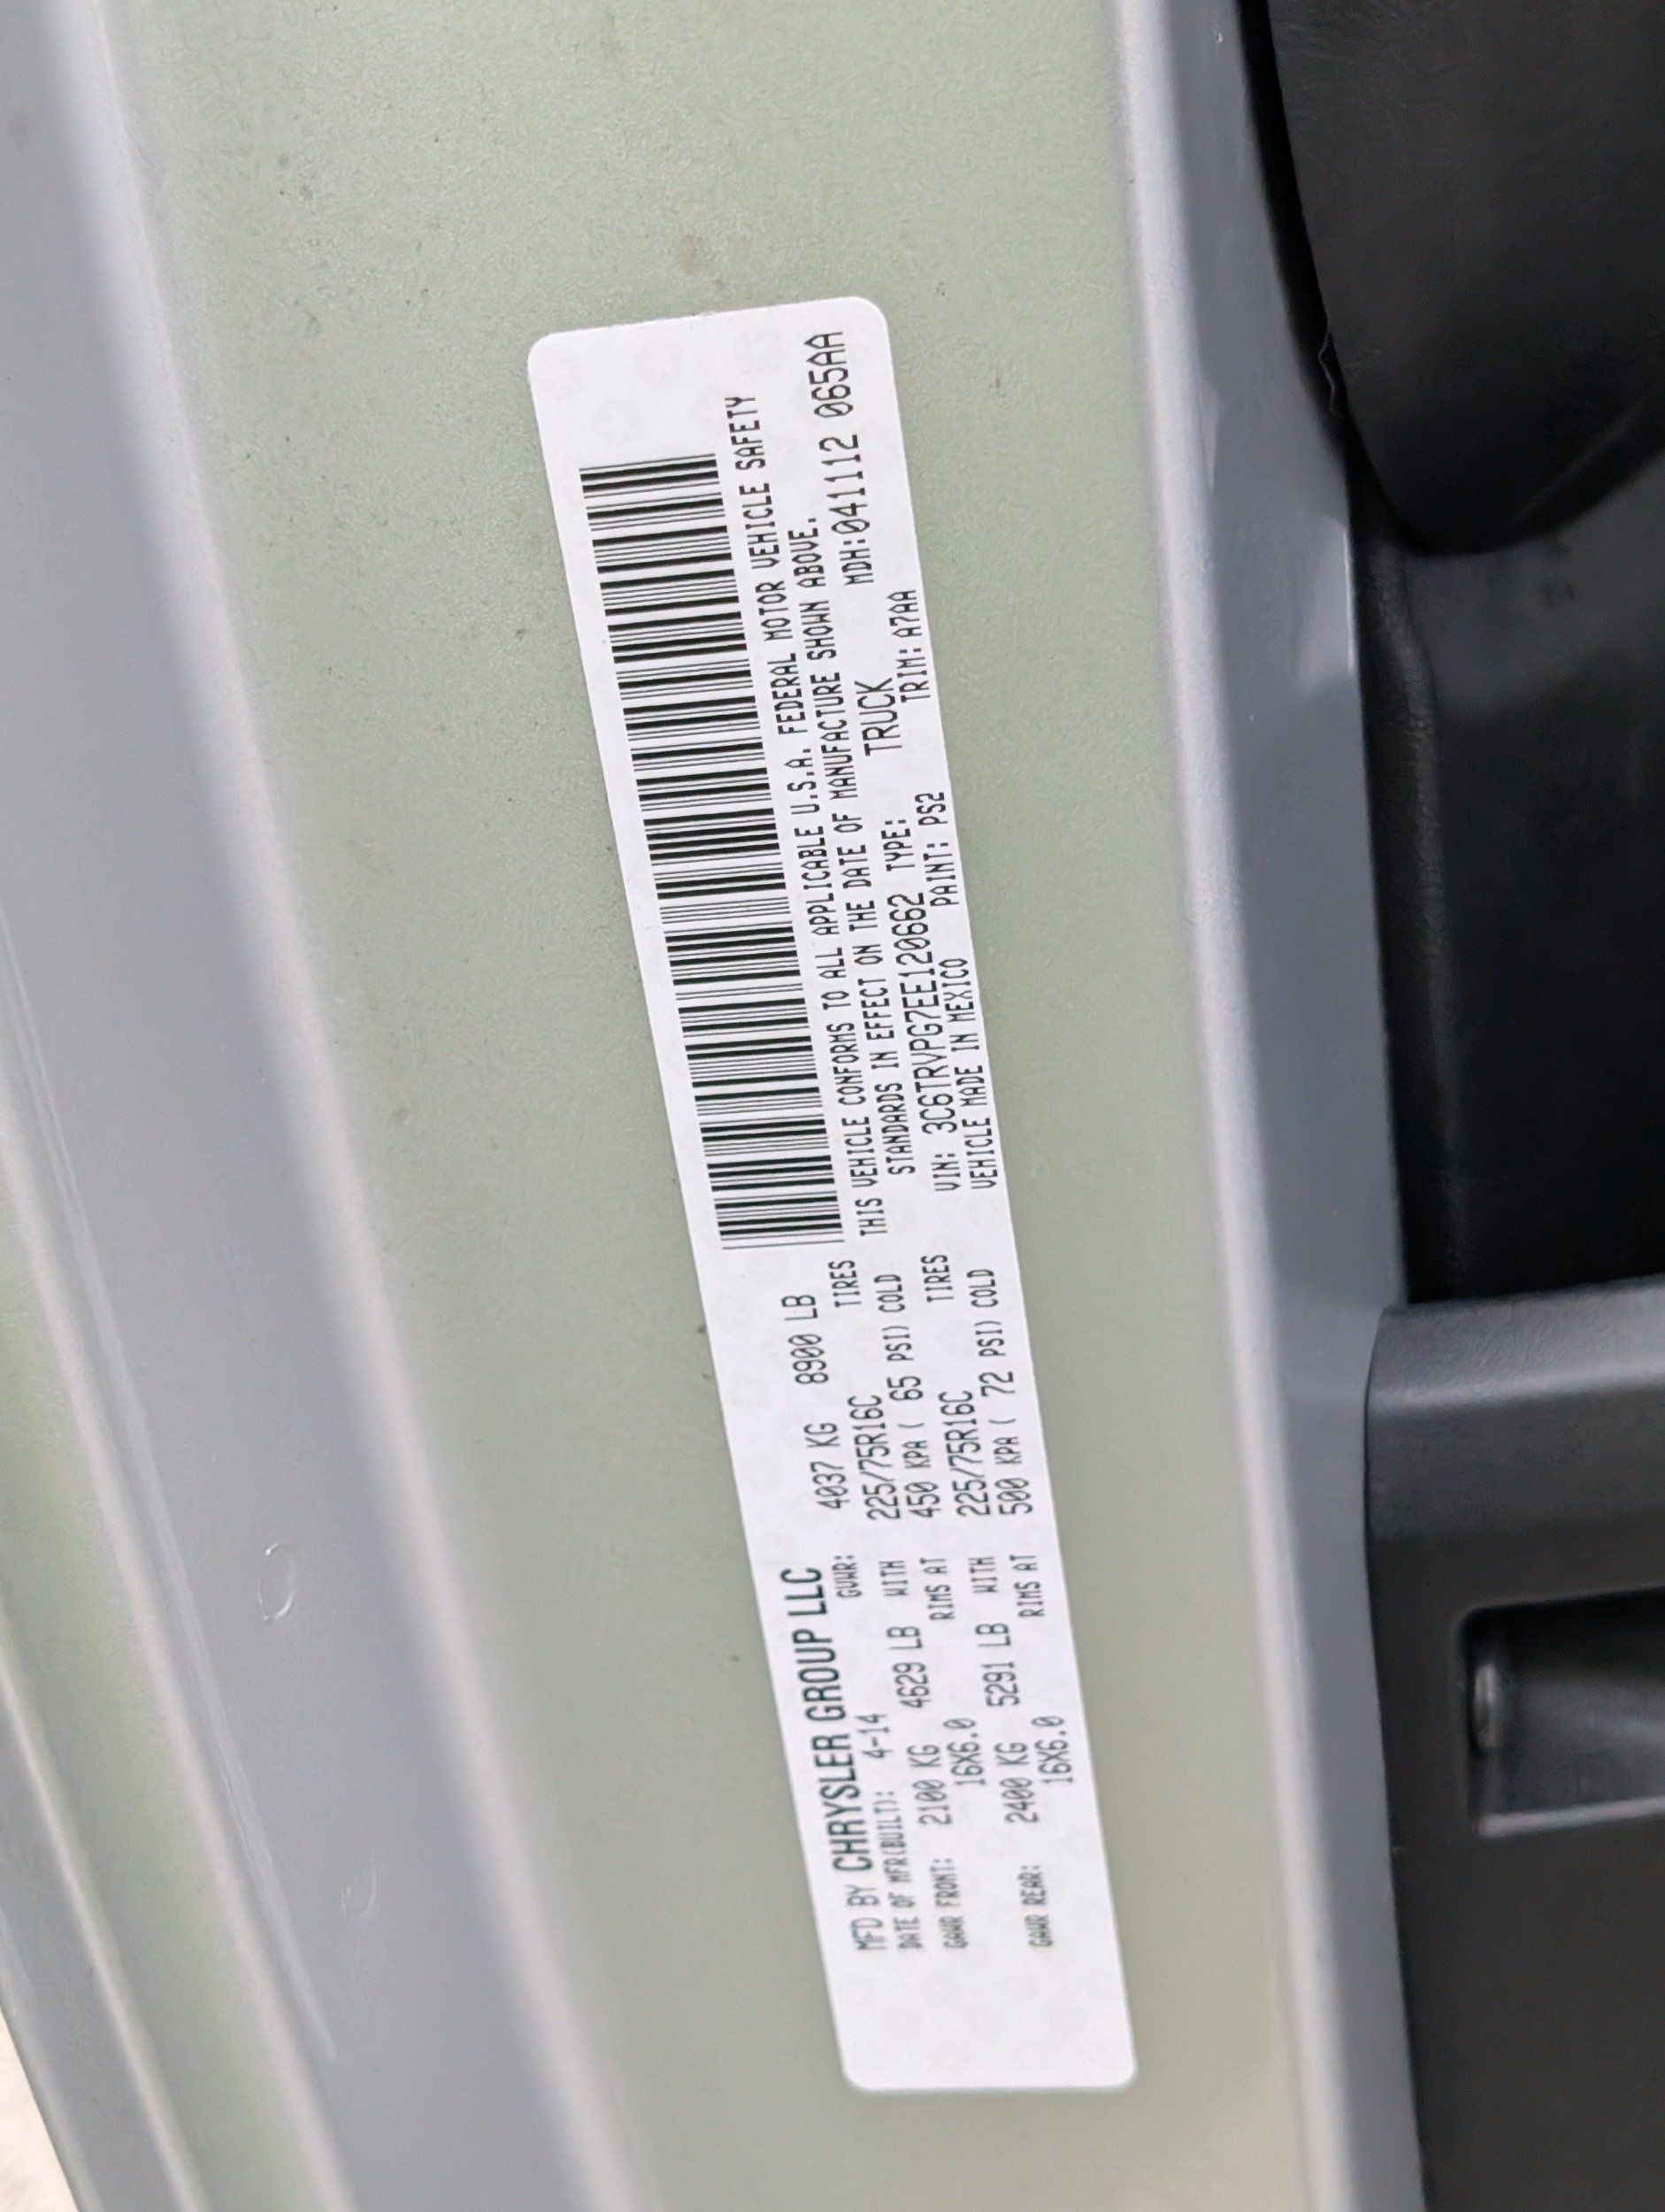 MFD BY CHRYSLER GROUP LLC
DATE OF MFR(BUILT): 4-14 GVWR: 4037 KG 8900 LB
GAWR FRONT: 2100 KG 4629 LB WITH 225/75R16C TIRES
16X6.0 RIMS AT 450 KPA ( 65 PSI) COLD
GAWR REAR: 2400 KG 5291 LB WITH 225/75R16C TIRES
16X6.0 RIMS AT 500 KPA ( 72 PSI) COLD
THIS VEHICLE CONFORMS TO ALL APPLICABLE U.S.A. FEDERAL MOTOR VEHICLE SAFETY
STANDARDS IN EFFECT ON THE DATE OF MANUFACTURE SHOWN ABOVE.
VIN: 3C6TRVPG7EE120662 TYPE: TRUCK MDH:041112 065AA
VEHICLE MADE IN MEXICO PAINT: PS2 TRIM: A7AA